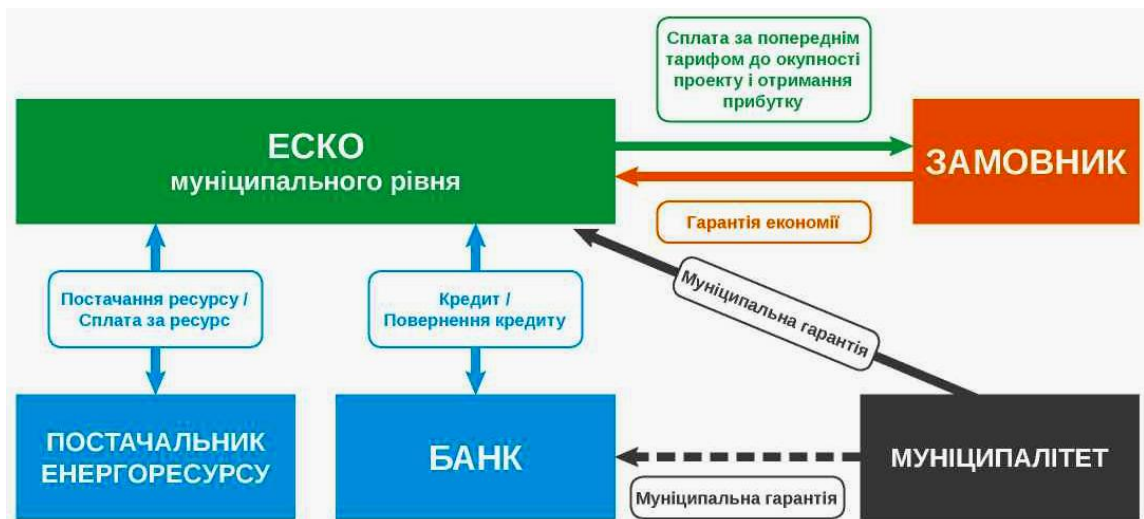 Сплата за попереднім
тарифом до окупності
проекту і отримання
прибутку
ЕСКО
муніципального рівня
ЗАМОВНИК
Гарантія економії
Постачання ресурсу /
Сплата за ресурс
Кредит /
Повернення кредиту
Муніципальна гарантія
ПОСТАЧАЛЬНИК
ЕНЕРГОРЕСУРСУ
БАНК
МУНІЦИПАЛІТЕТ
Муніципальна гарантія